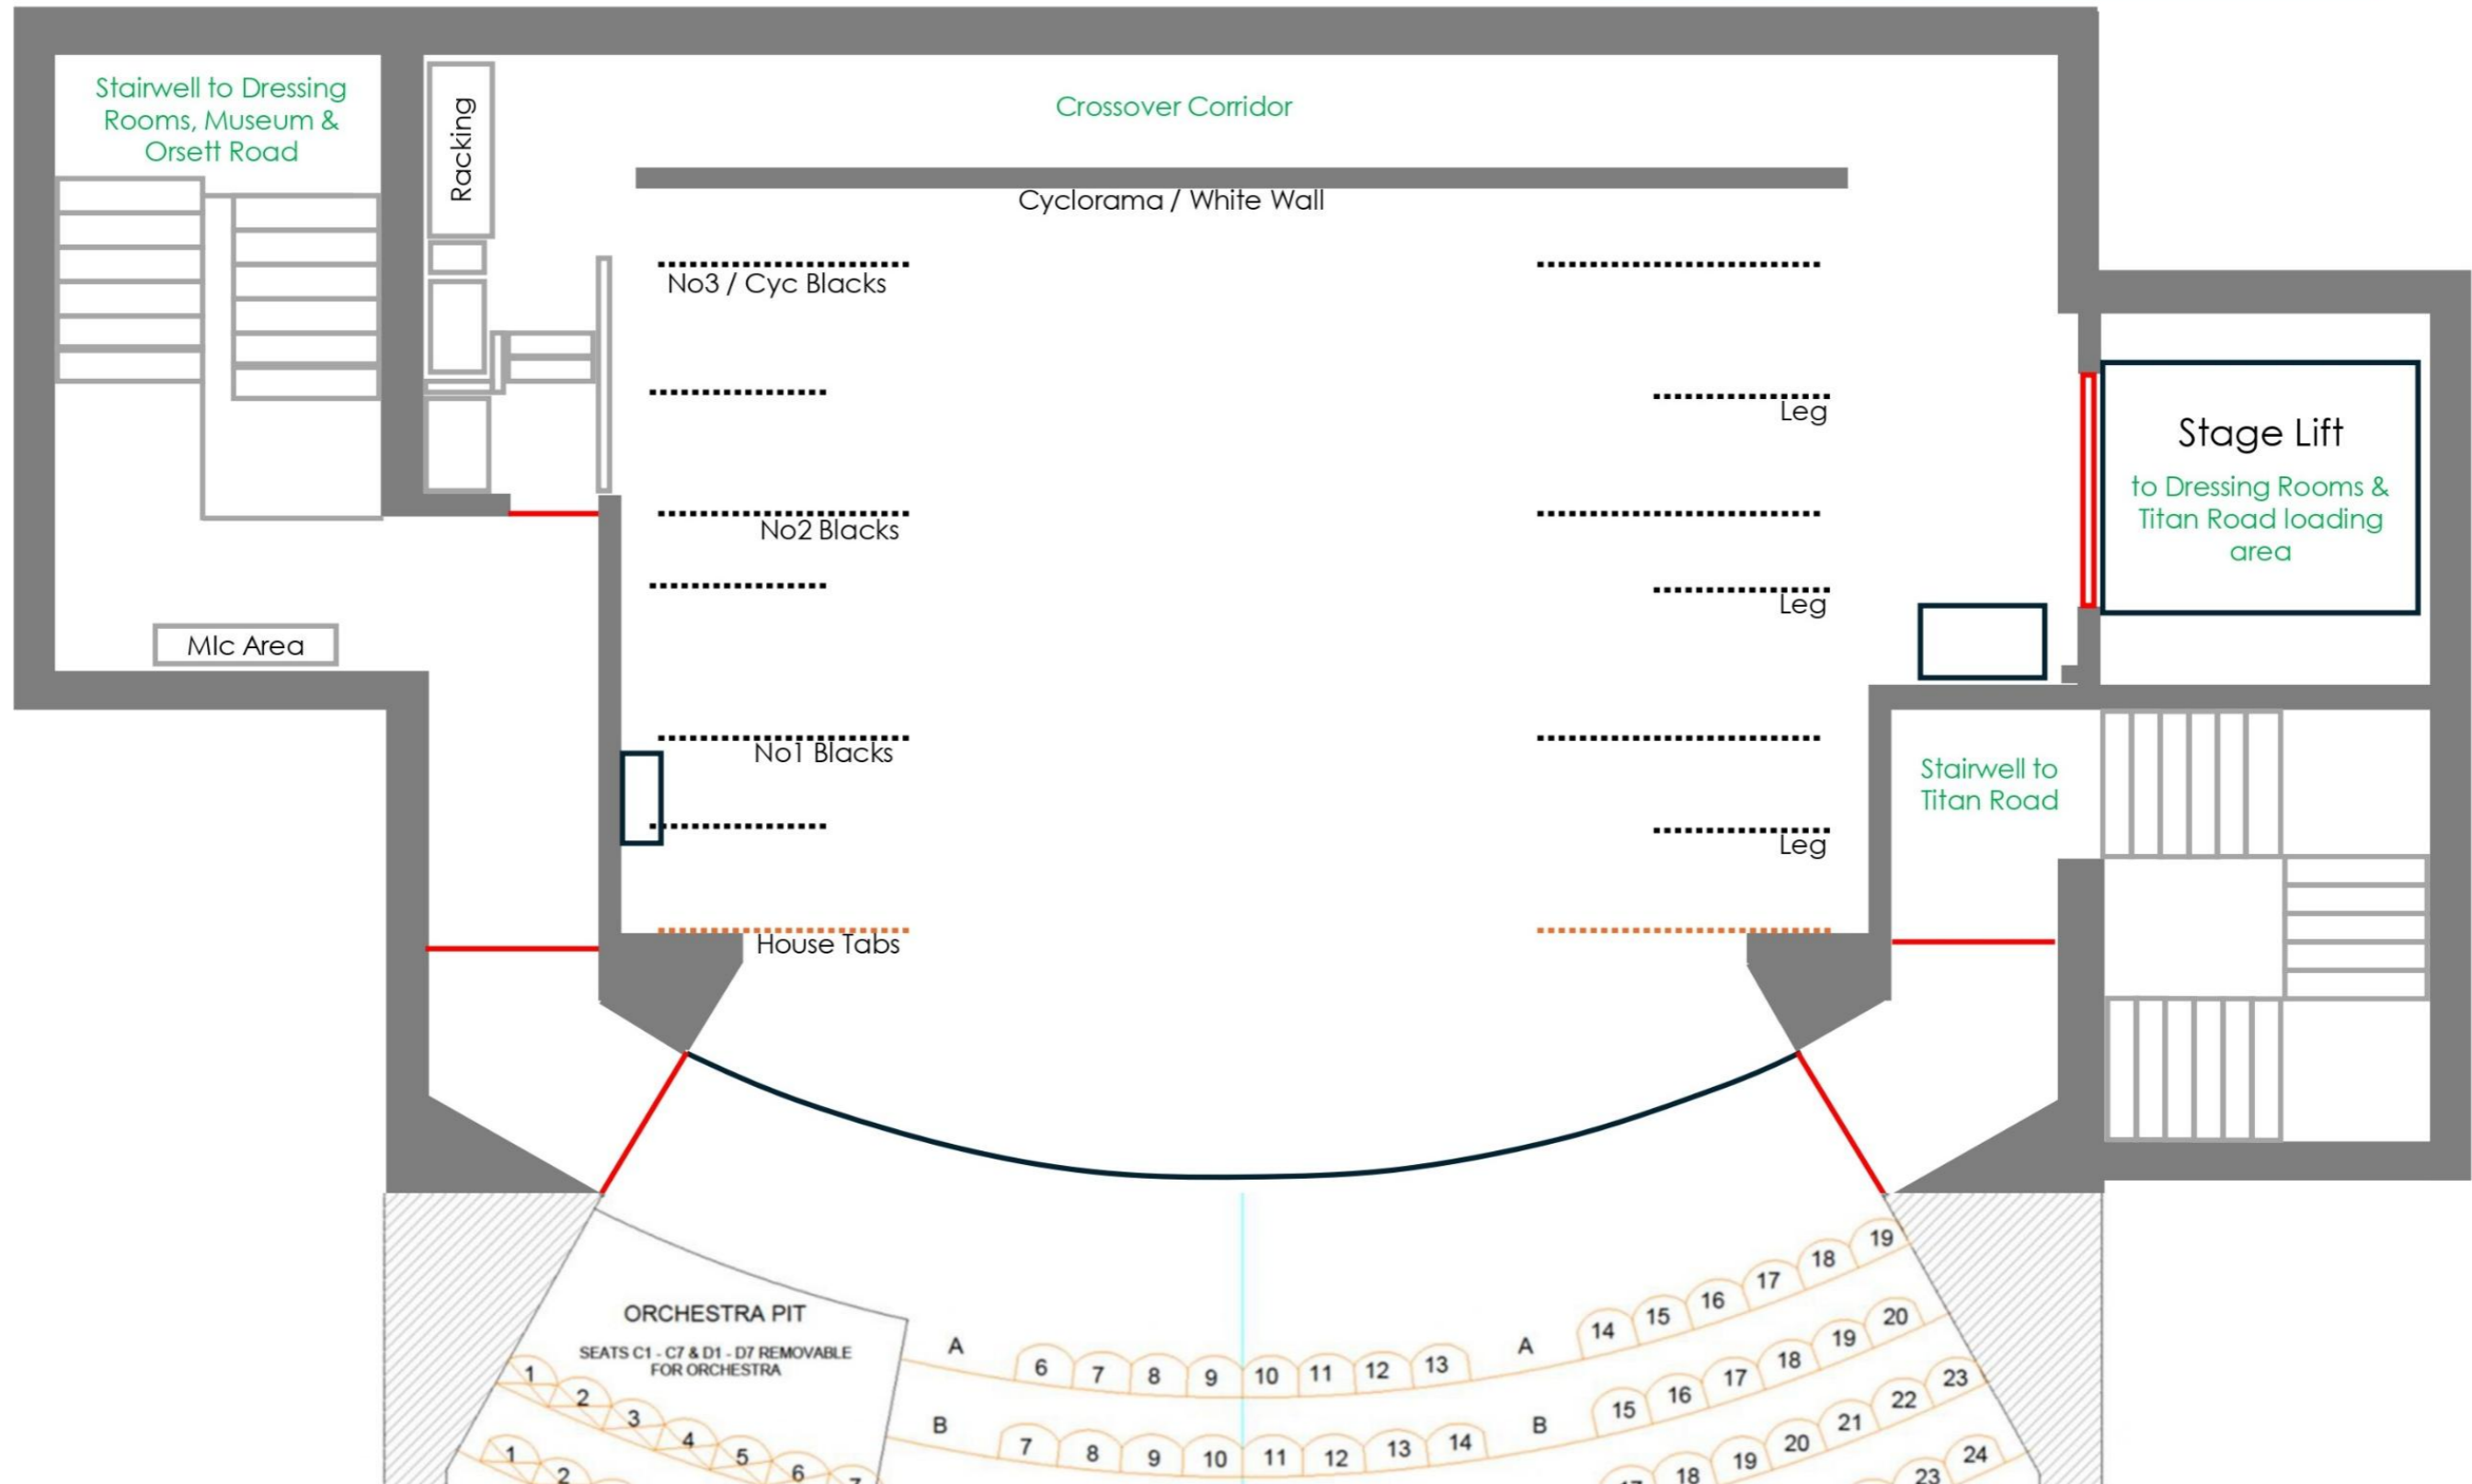 Stairwell to Dressing
Rooms, Museum &
Orsett Road
Racking
Crossover Corridor
Cyclorama / White Wall
No3 / Cyc Blacks
Leg
Stage Lift
to Dressing Rooms &
Titan Road loading
area
No2 Blacks
Leg
MIc Area
No1 Blacks
Stairwell to
Titan Road
Leg
House Tabs
ORCHESTRA PIT
SEATS C1 - C7 & D1 - D7 REMOVABLE
FOR ORCHESTRA
A 6 7 8 9 10 11 12 13 A 14 15 16 17 18 19
B 7 8 9 10 11 12 13 14 B 15 16 17 18 19 20
1 2 3 4 5 6 7 18 19 20 21 22 23
1 2 23 24